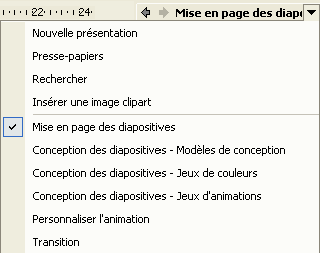 22 24 Mise en page des diapo
Nouvelle présentation
Presse-papiers
Rechercher
Insérer une image clipart
Mise en page des diapositives
Conception des diapositives - Modèles de conception
Conception des diapositives - Jeux de couleurs
Conception des diapositives - Jeux d'animations
Personnaliser l'animation
Transition